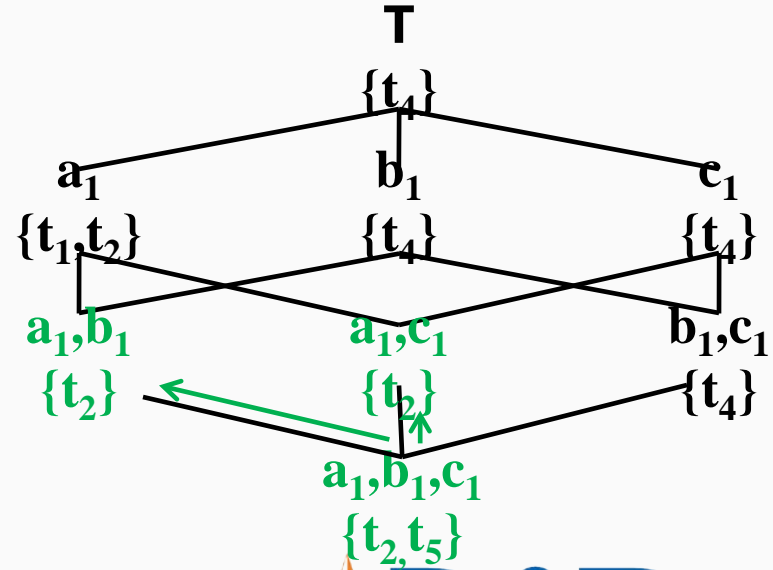 T
{t₄}
a₁ b₁ c₁
{t₁,t₂} {t₄} {t₄}
a₁,b₁ a₁,c₁ b₁,c₁
{t₂} {t₂} {t₄}
a₁,b₁,c₁
{t₂,t₅}